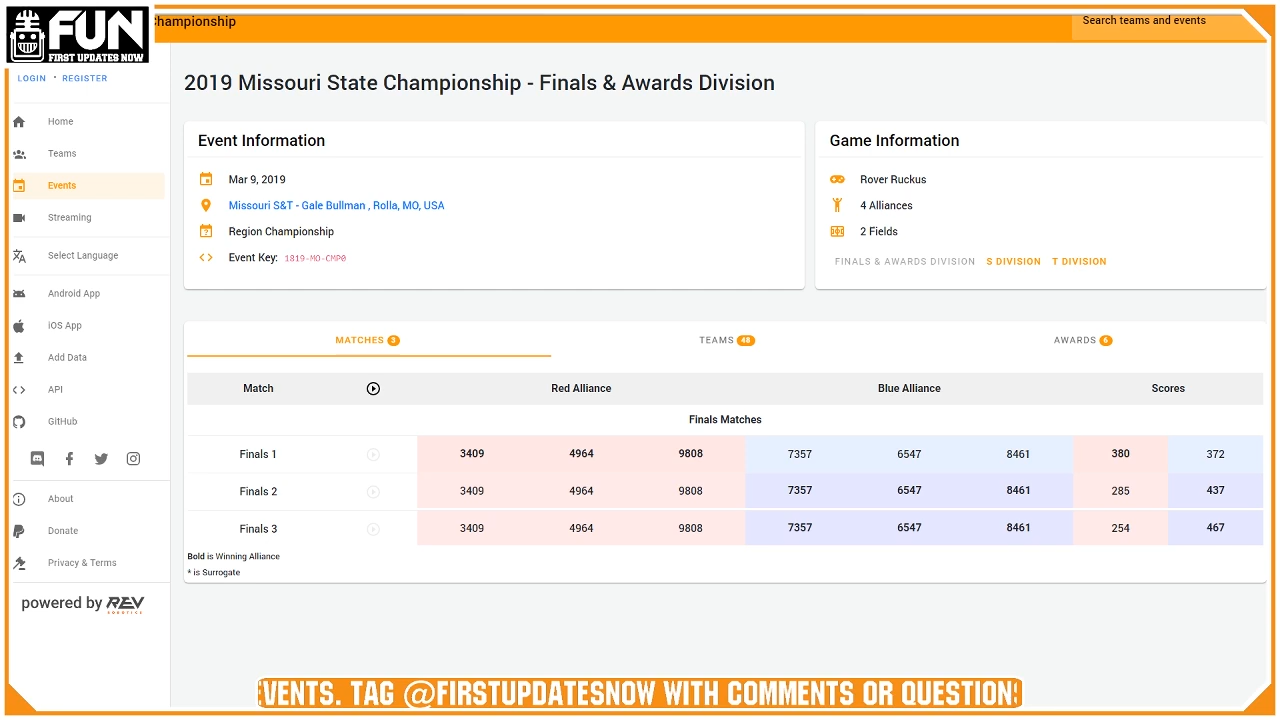 FUN
FIRST UPDATES NOW
Championship
Search teams and events
LOGIN · REGISTER
Home
Teams
Events
Streaming
Select Language
Android App
iOS App
Add Data
API
GitHub
About
Donate
Privacy & Terms
powered by REV
ROBOTICS
2019 Missouri State Championship - Finals & Awards Division
Event Information
Mar 9, 2019
Missouri S&T - Gale Bullman , Rolla, MO, USA
Region Championship
Event Key: 1819-MO-CMP0
Game Information
Rover Ruckus
4 Alliances
2 Fields
FINALS & AWARDS DIVISION S DIVISION T DIVISION
MATCHES 3 TEAMS 48 AWARDS 6
Match Red Alliance Blue Alliance Scores
Finals Matches
Finals 1 3409 4964 9808 7357 6547 8461 380 372
Finals 2 3409 4964 9808 7357 6547 8461 285 437
Finals 3 3409 4964 9808 7357 6547 8461 254 467
Bold is Winning Alliance
* is Surrogate
VENTS. TAG @FIRSTUPDATESNOW WITH COMMENTS OR QUESTION